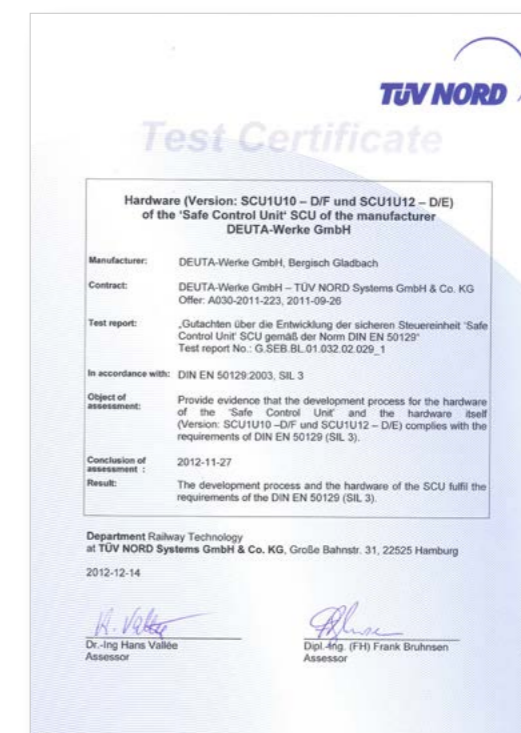 TÜV NORD
Test Certificate
Hardware (Version: SCU1U10 – D/F und SCU1U12 – D/E)
of the 'Safe Control Unit' SCU of the manufacturer
DEUTA-Werke GmbH
Manufacturer: DEUTA-Werke GmbH, Bergisch Gladbach
Contract: DEUTA-Werke GmbH – TÜV NORD Systems GmbH & Co. KG
Offer: A030-2011-223, 2011-09-26
Test report: „Gutachten über die Entwicklung der sicheren Steuereinheit 'Safe
Control Unit' SCU gemäß der Norm DIN EN 50129"
Test report No.: G.SEB.BL.01.032.02.029_1
In accordance with: DIN EN 50129:2003, SIL 3
Object of assessment: Provide evidence that the development process for the hardware
of the 'Safe Control Unit' and the hardware itself
(Version: SCU1U10 –D/F und SCU1U12 – D/E) complies with the
requirements of DIN EN 50129 (SIL 3).
Conclusion of assessment : 2012-11-27
Result: The development process and the hardware of the SCU fulfil the
requirements of the DIN EN 50129 (SIL 3).
Department Railway Technology
at TÜV NORD Systems GmbH & Co. KG, Große Bahnstr. 31, 22525 Hamburg
2012-12-14
H. Vallée
Dr.-Ing Hans Vallée
Assessor
Dipl.-Ing. (FH) Frank Bruhnsen
Assessor